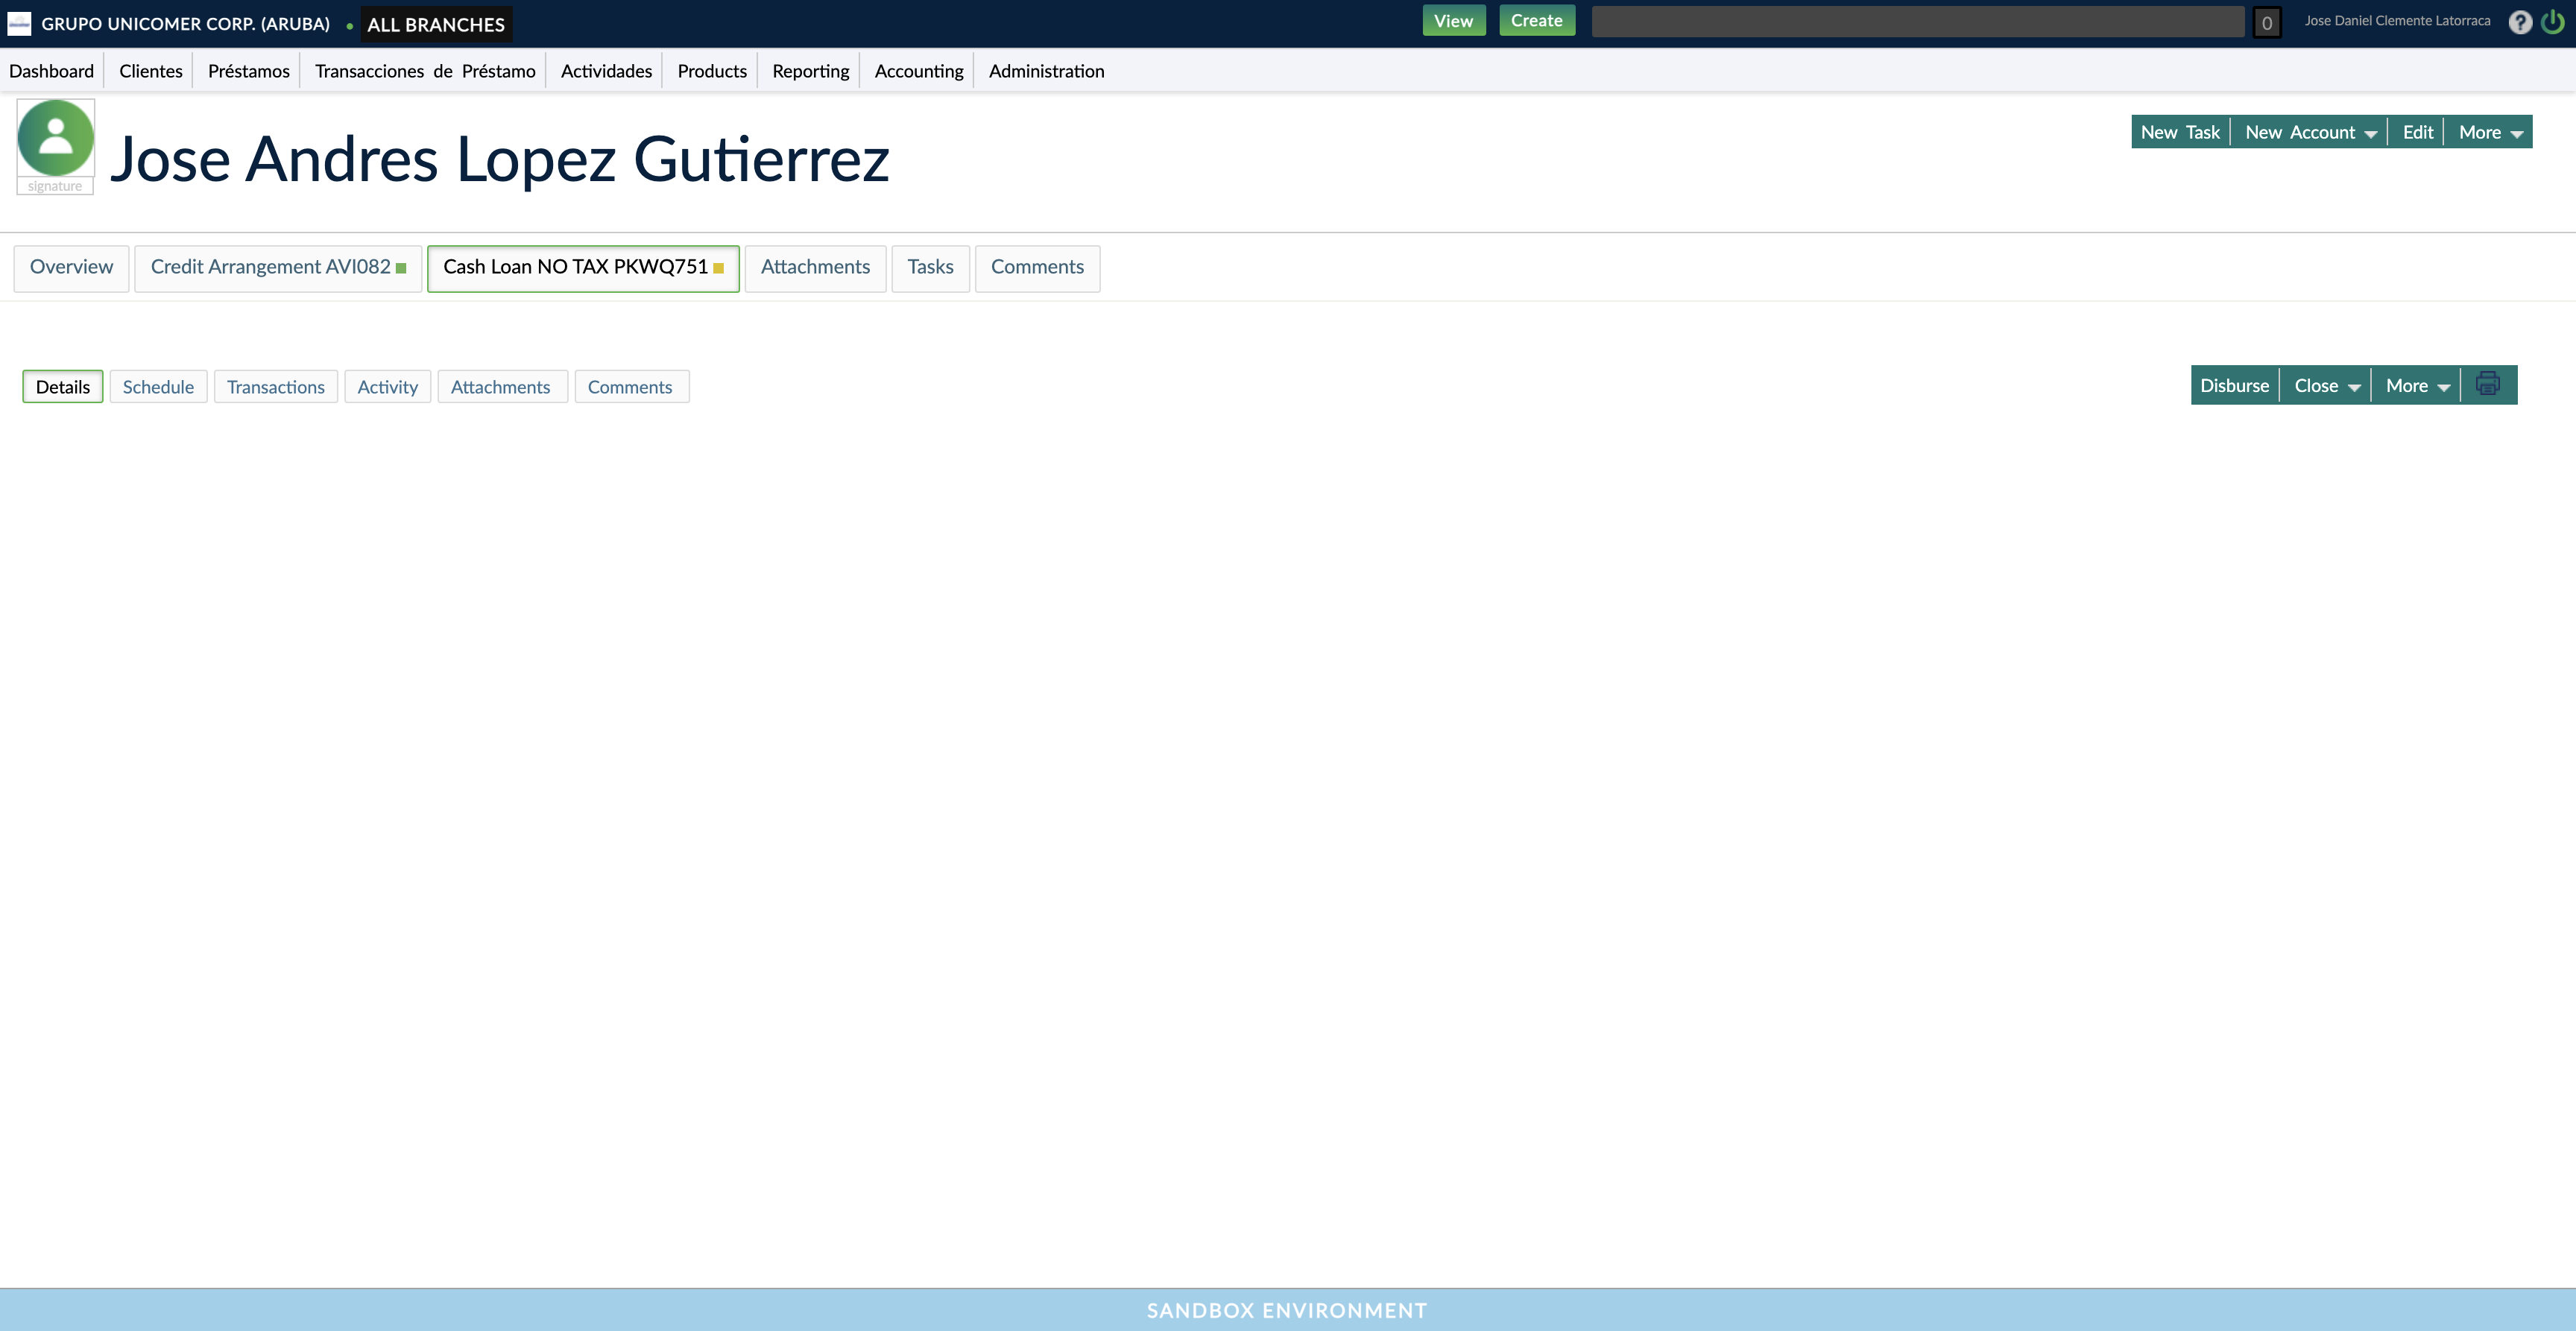 GRUPO UNICOMER CORP. (ARUBA) • ALL BRANCHES View Create 0 Jose Daniel Clemente Latorraca ?
Dashboard Clientes Préstamos Transacciones de Préstamo Actividades Products Reporting Accounting Administration
Jose Andres Lopez Gutierrez
signature
New Task New Account Edit More
Overview Credit Arrangement AVI082 Cash Loan NO TAX PKWQ751 Attachments Tasks Comments
Details Schedule Transactions Activity Attachments Comments
Disburse Close More
SANDBOX ENVIRONMENT